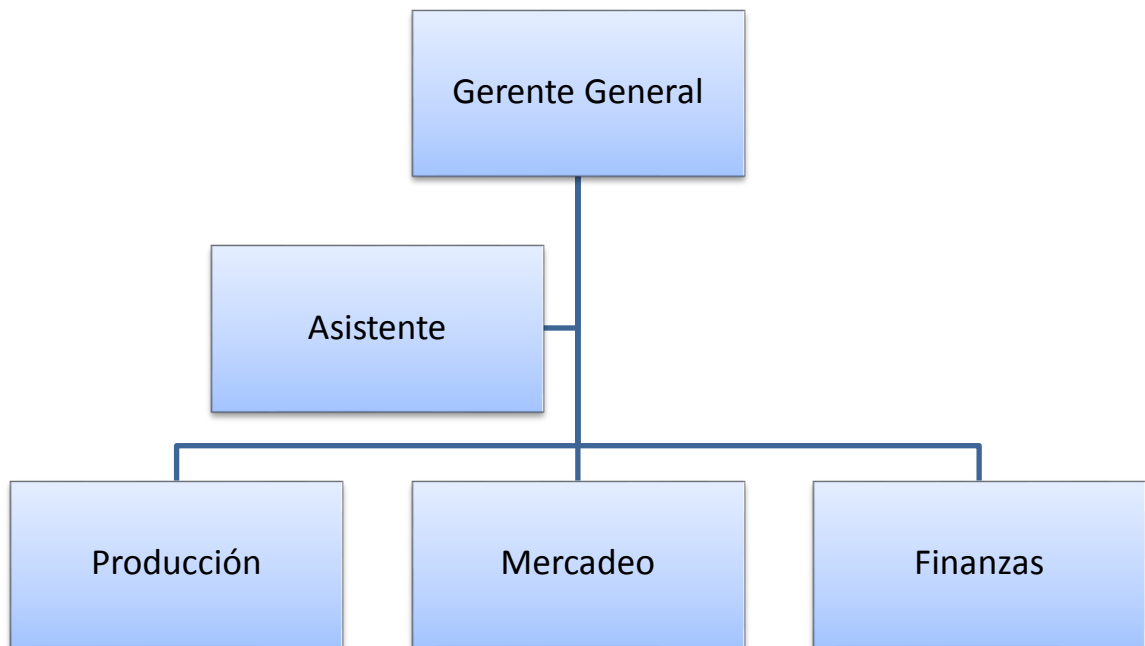 Gerente General
Asistente
Producción
Mercadeo
Finanzas